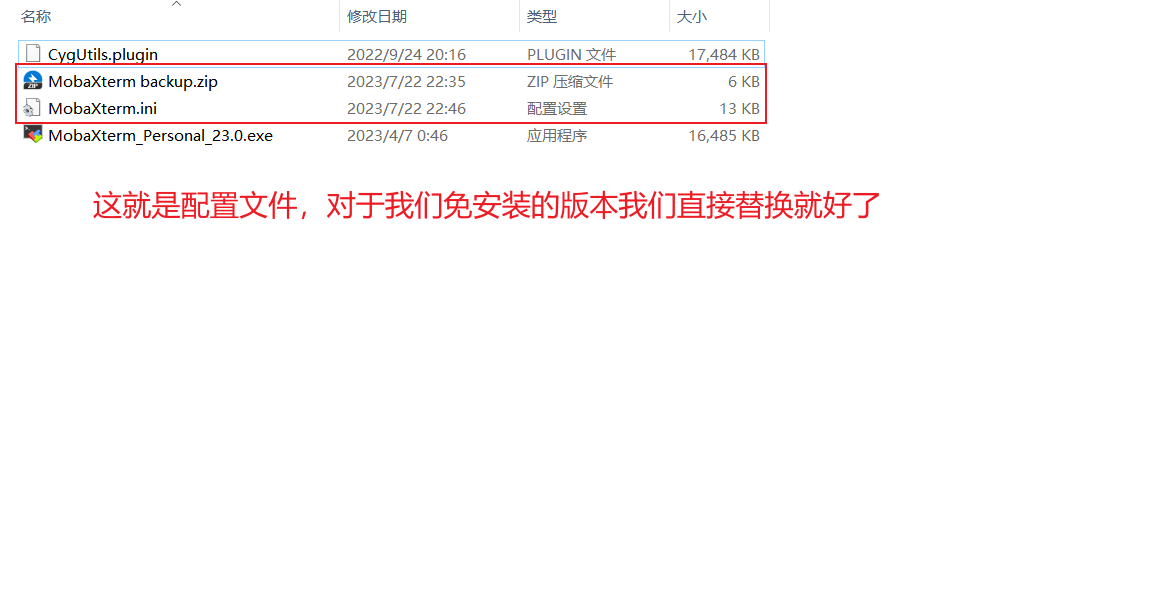 名称 修改日期 类型 大小
CygUtils.plugin 2022/9/24 20:16 PLUGIN 文件 17,484 KB
MobaXterm backup.zip 2023/7/22 22:35 ZIP 压缩文件 6 KB
MobaXterm.ini 2023/7/22 22:46 配置设置 13 KB
MobaXterm_Personal_23.0.exe 2023/4/7 0:46 应用程序 16,485 KB
这就是配置文件，对于我们免安装的版本我们直接替换就好了